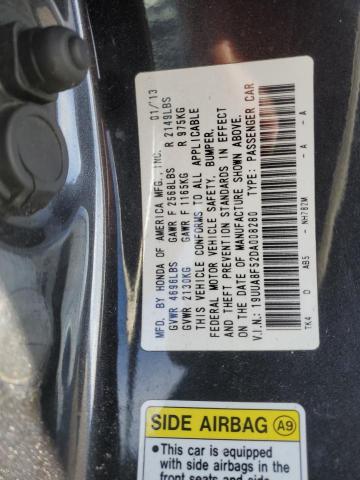 MFD. BY HONDA OF AMERICA MFG., INC. 01/13
GVWR 4696LBS GAWR F 2568LBS R 2149LBS
GVWR 2130KG GAWR F 1165KG R 975KG
THIS VEHICLE CONFORMS TO ALL APPLICABLE
FEDERAL MOTOR VEHICLE SAFETY, BUMPER,
AND THEFT PREVENTION STANDARDS IN EFFECT
ON THE DATE OF MANUFACTURE SHOWN ABOVE.
V.I.N.: 19UUA8F52DA008280 TYPE: PASSENGER CAR
TK4 D AB5 - NH782M - A - A
SIDE AIRBAG A9
•This car is equipped
with side airbags in the
front seats and side